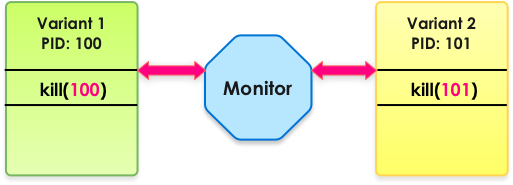 Variant 1
PID: 100
kill(100)
Monitor
Variant 2
PID: 101
kill(101)